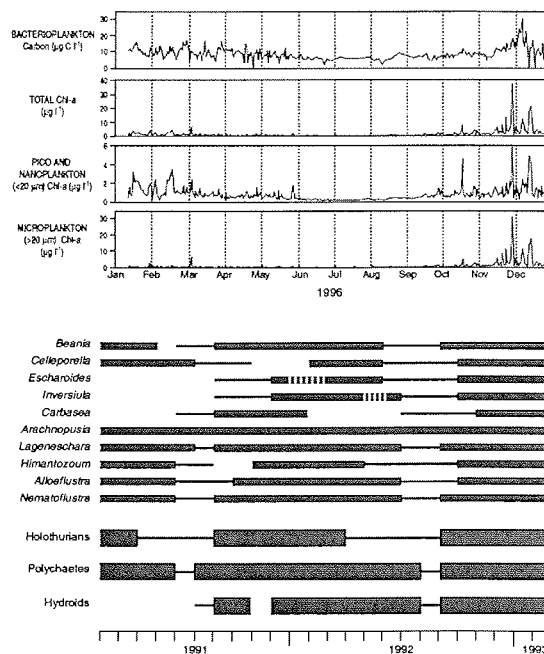 BACTERIOPLANKTON
Carbon (µg C l⁻¹)
30
20
10
0
TOTAL Chl-a
(µg l⁻¹)
40
30
20
10
0
PICO AND
NANOPLANKTON
(<20 µm) Chl-a (µg l⁻¹)
6
4
2
0
MICROPLANKTON
(>20 µm) Chl-a
(µg l⁻¹)
30
20
10
0
Jan Feb Mar Apr May Jun Jul Aug Sep Oct Nov Dec
1996
Beania
Celleporella
Escharoides
Inversiula
Carbasea
Arachnopusia
Lageneschara
Himantozoum
Alloeflustra
Nematoflustra
Holothurians
Polychaetes
Hydroids
1991 1992 1993